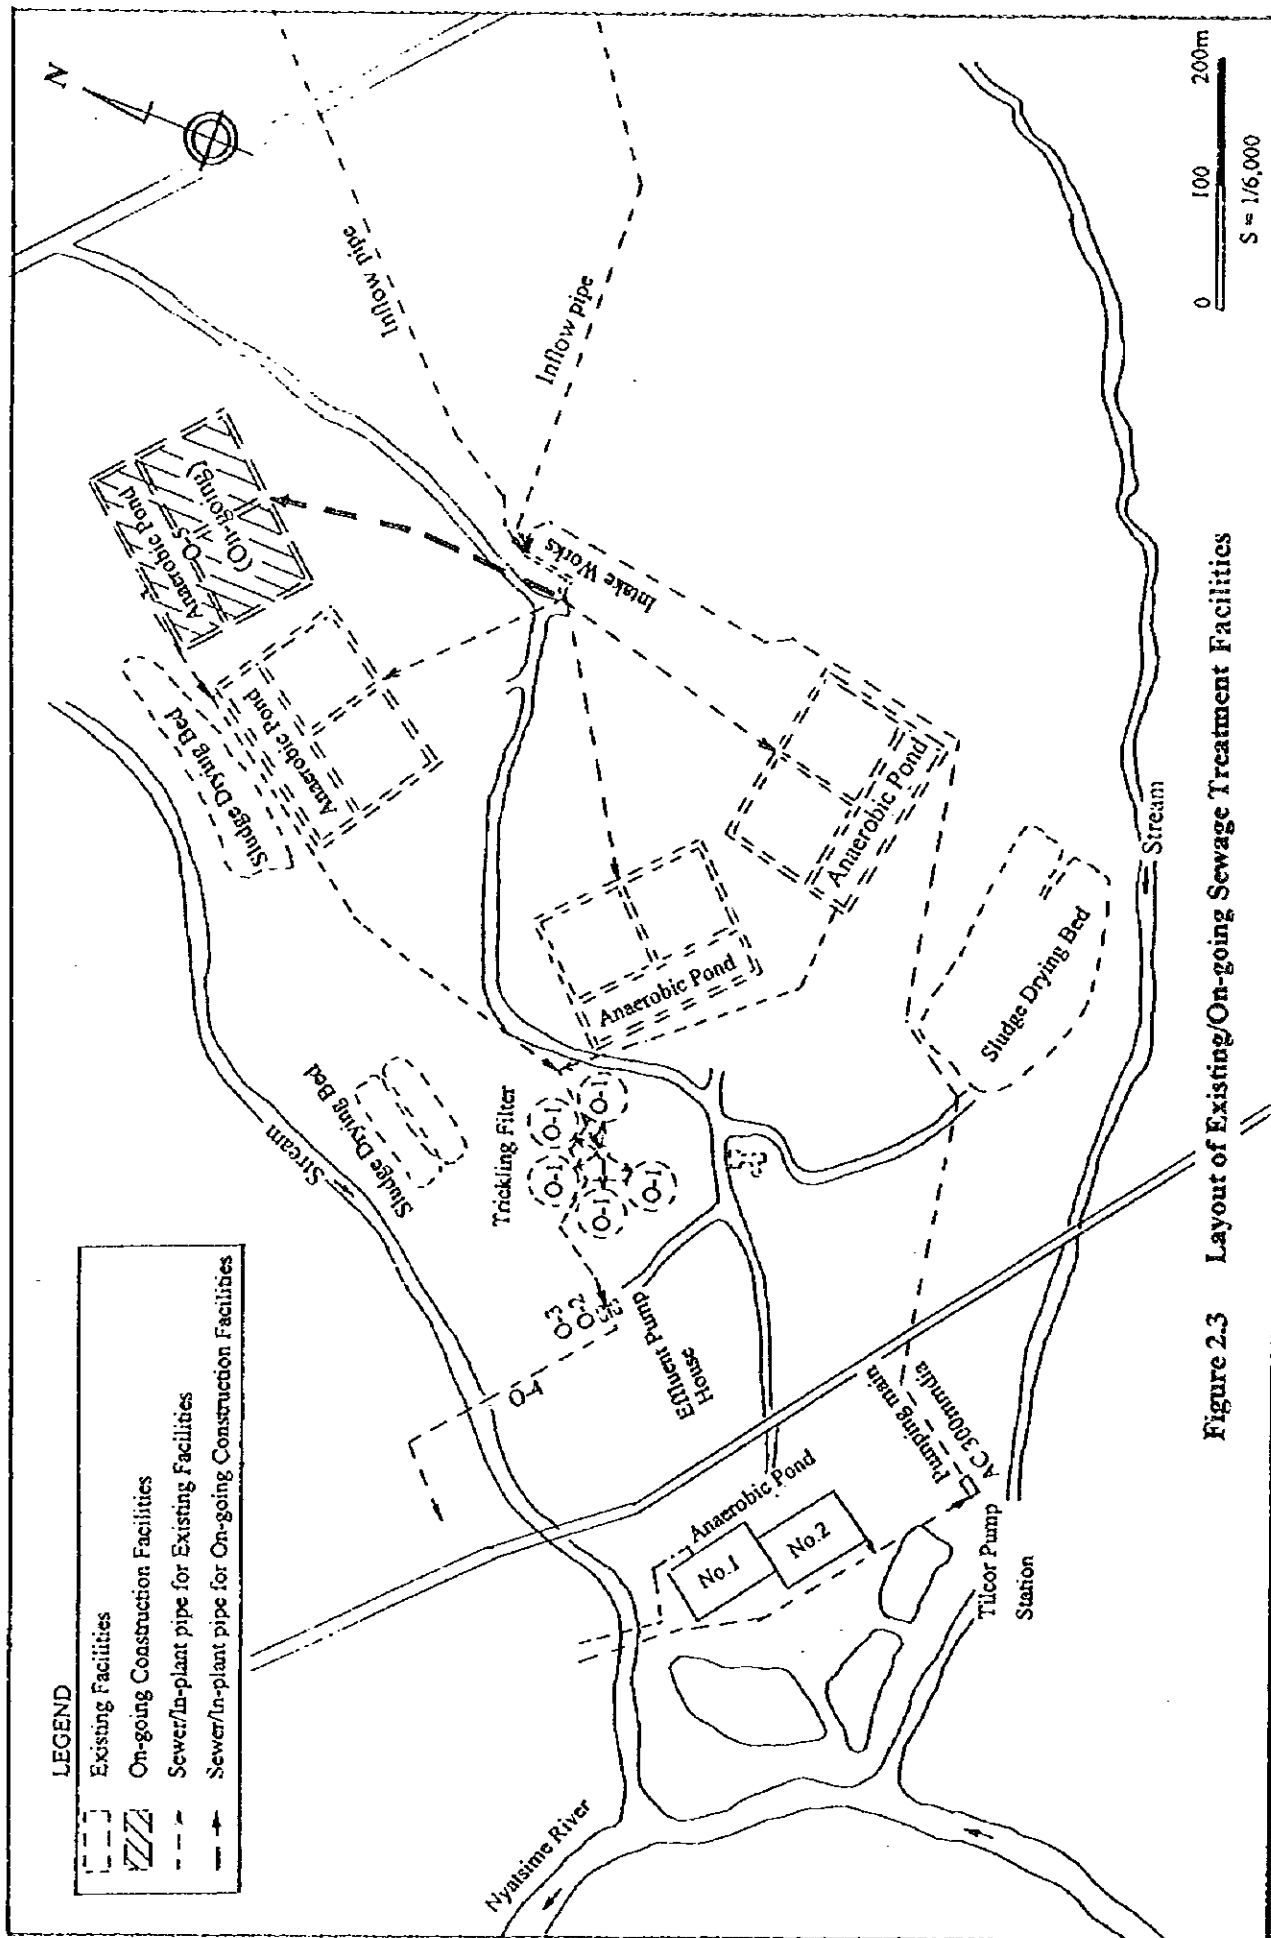 LEGEND
Existing Facilities
On-going Construction Facilities
Sewer/In-plant pipe for Existing Facilities
Sewer/In-plant pipe for On-going Construction Facilities
N
Inflow pipe
Inflow pipe
Anaerobic Pond
O-5
(On-going)
Intake Works
Sludge Drying Bed
Anaerobic Pond
Anaerobic Pond
Anaerobic Pond
Sludge Drying Bed
Stream
Sludge Drying Bed
Trickling Filter
O-1
O-1
O-1
O-1
O-1
O-3
O-2
O-4
Effluent Pump
House
Anaerobic Pond
No.1
No.2
Pumping main
AC 300mmdia
Tilcor Pump
Station
Nyatsime River
Stream
0 100 200m
S = 1/6,000
Figure 2.3 Layout of Existing/On-going Sewage Treatment Facilities